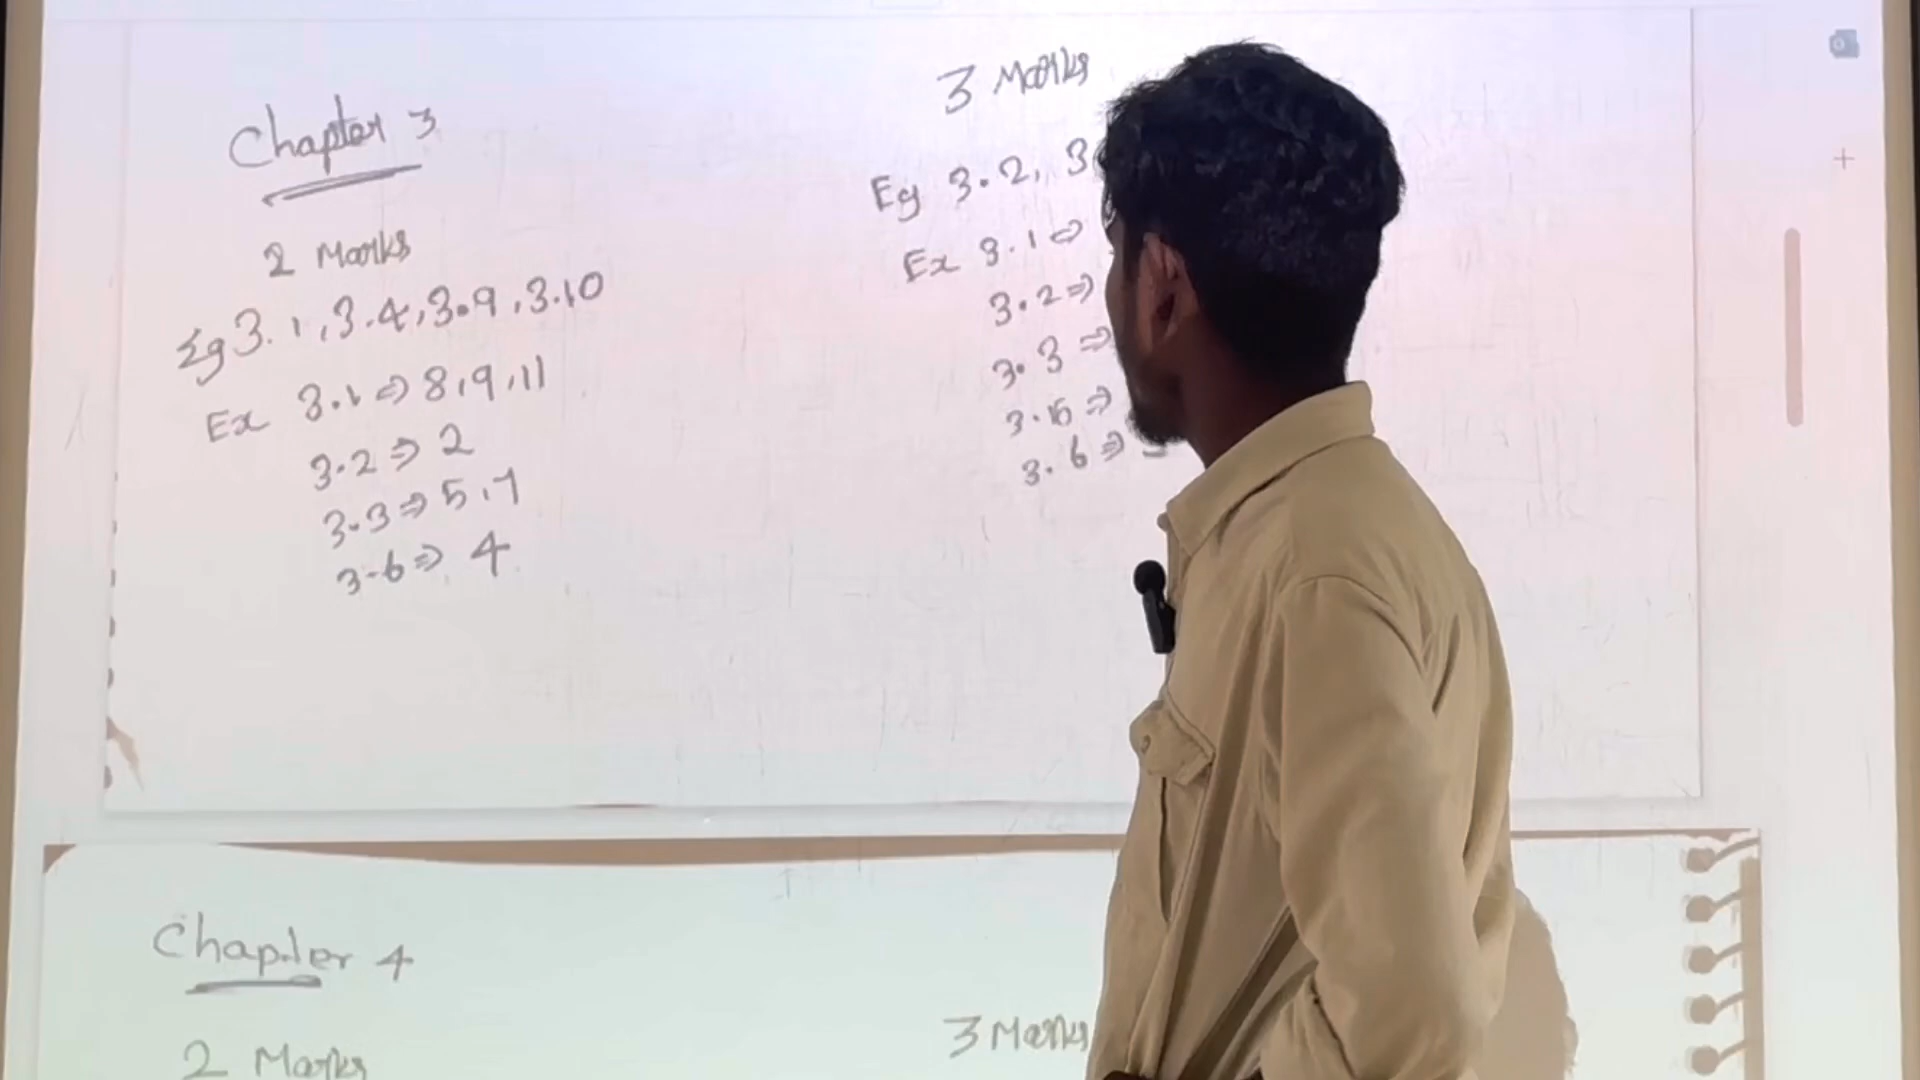 Chapter 3
2 Marks
Eg 3.1, 3.4, 3.9, 3.10
Ex 3.1 ⇒ 8, 9, 11
3.2 ⇒ 2
3.3 ⇒ 5, 7
3.6 ⇒ 4
3 Marks
Eg 3.2, 3
Ex 3.1 ⇒
3.2 ⇒
3.3 ⇒
3. ⇒
3.6 ⇒
Chapter 4
2 Marks
3 Marks